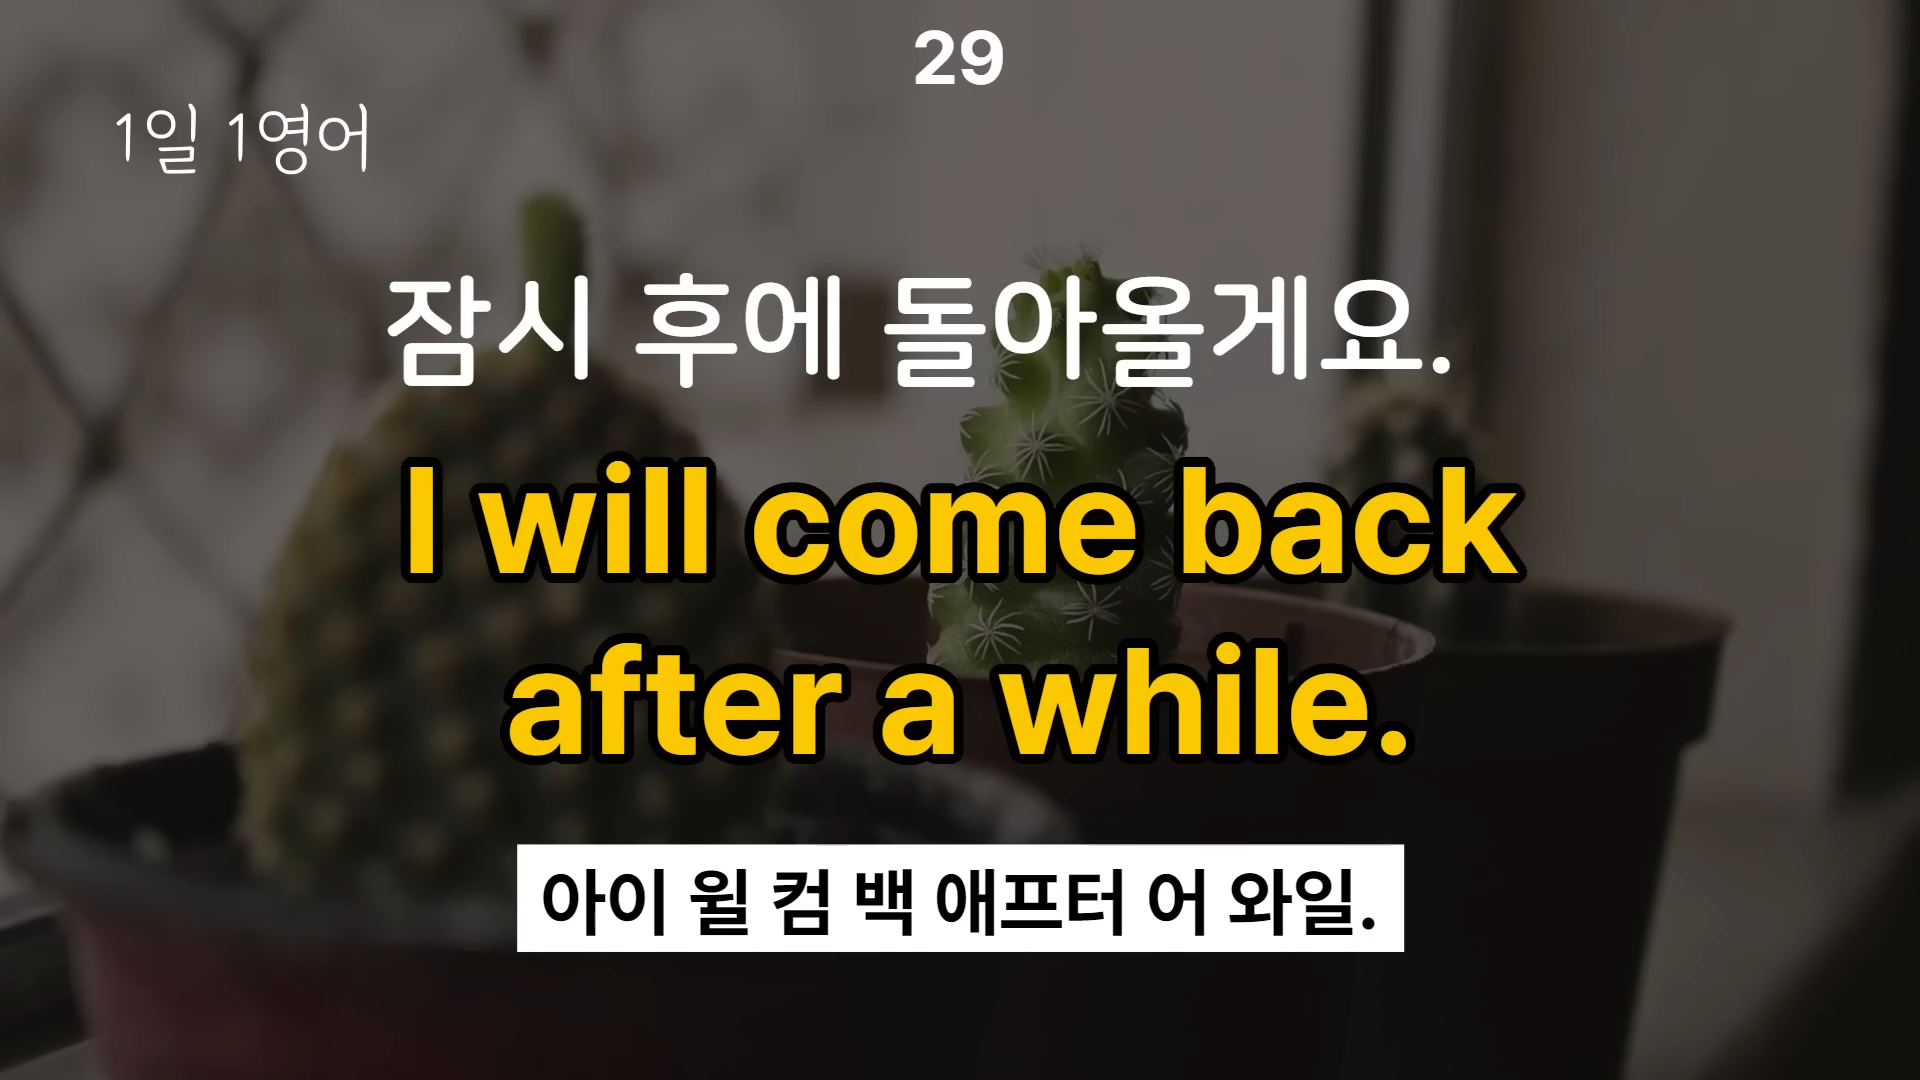 29
1일 1영어
잠시 후에 돌아올게요.
I will come back
after a while.
아이 윌 컴 백 애프터 어 와일.